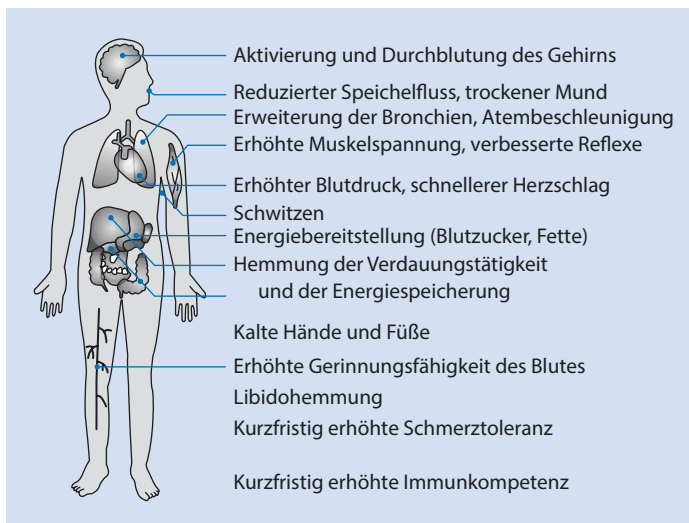 Aktivierung und Durchblutung des Gehirns
Reduzierter Speichelfluss, trockener Mund
Erweiterung der Bronchien, Atembeschleunigung
Erhöhte Muskelspannung, verbesserte Reflexe
Erhöhter Blutdruck, schnellerer Herzschlag
Schwitzen
Energiebereitstellung (Blutzucker, Fette)
Hemmung der Verdauungstätigkeit
und der Energiespeicherung
Kalte Hände und Füße
Erhöhte Gerinnungsfähigkeit des Blutes
Libidohemmung
Kurzfristig erhöhte Schmerztoleranz
Kurzfristig erhöhte Immunkompetenz